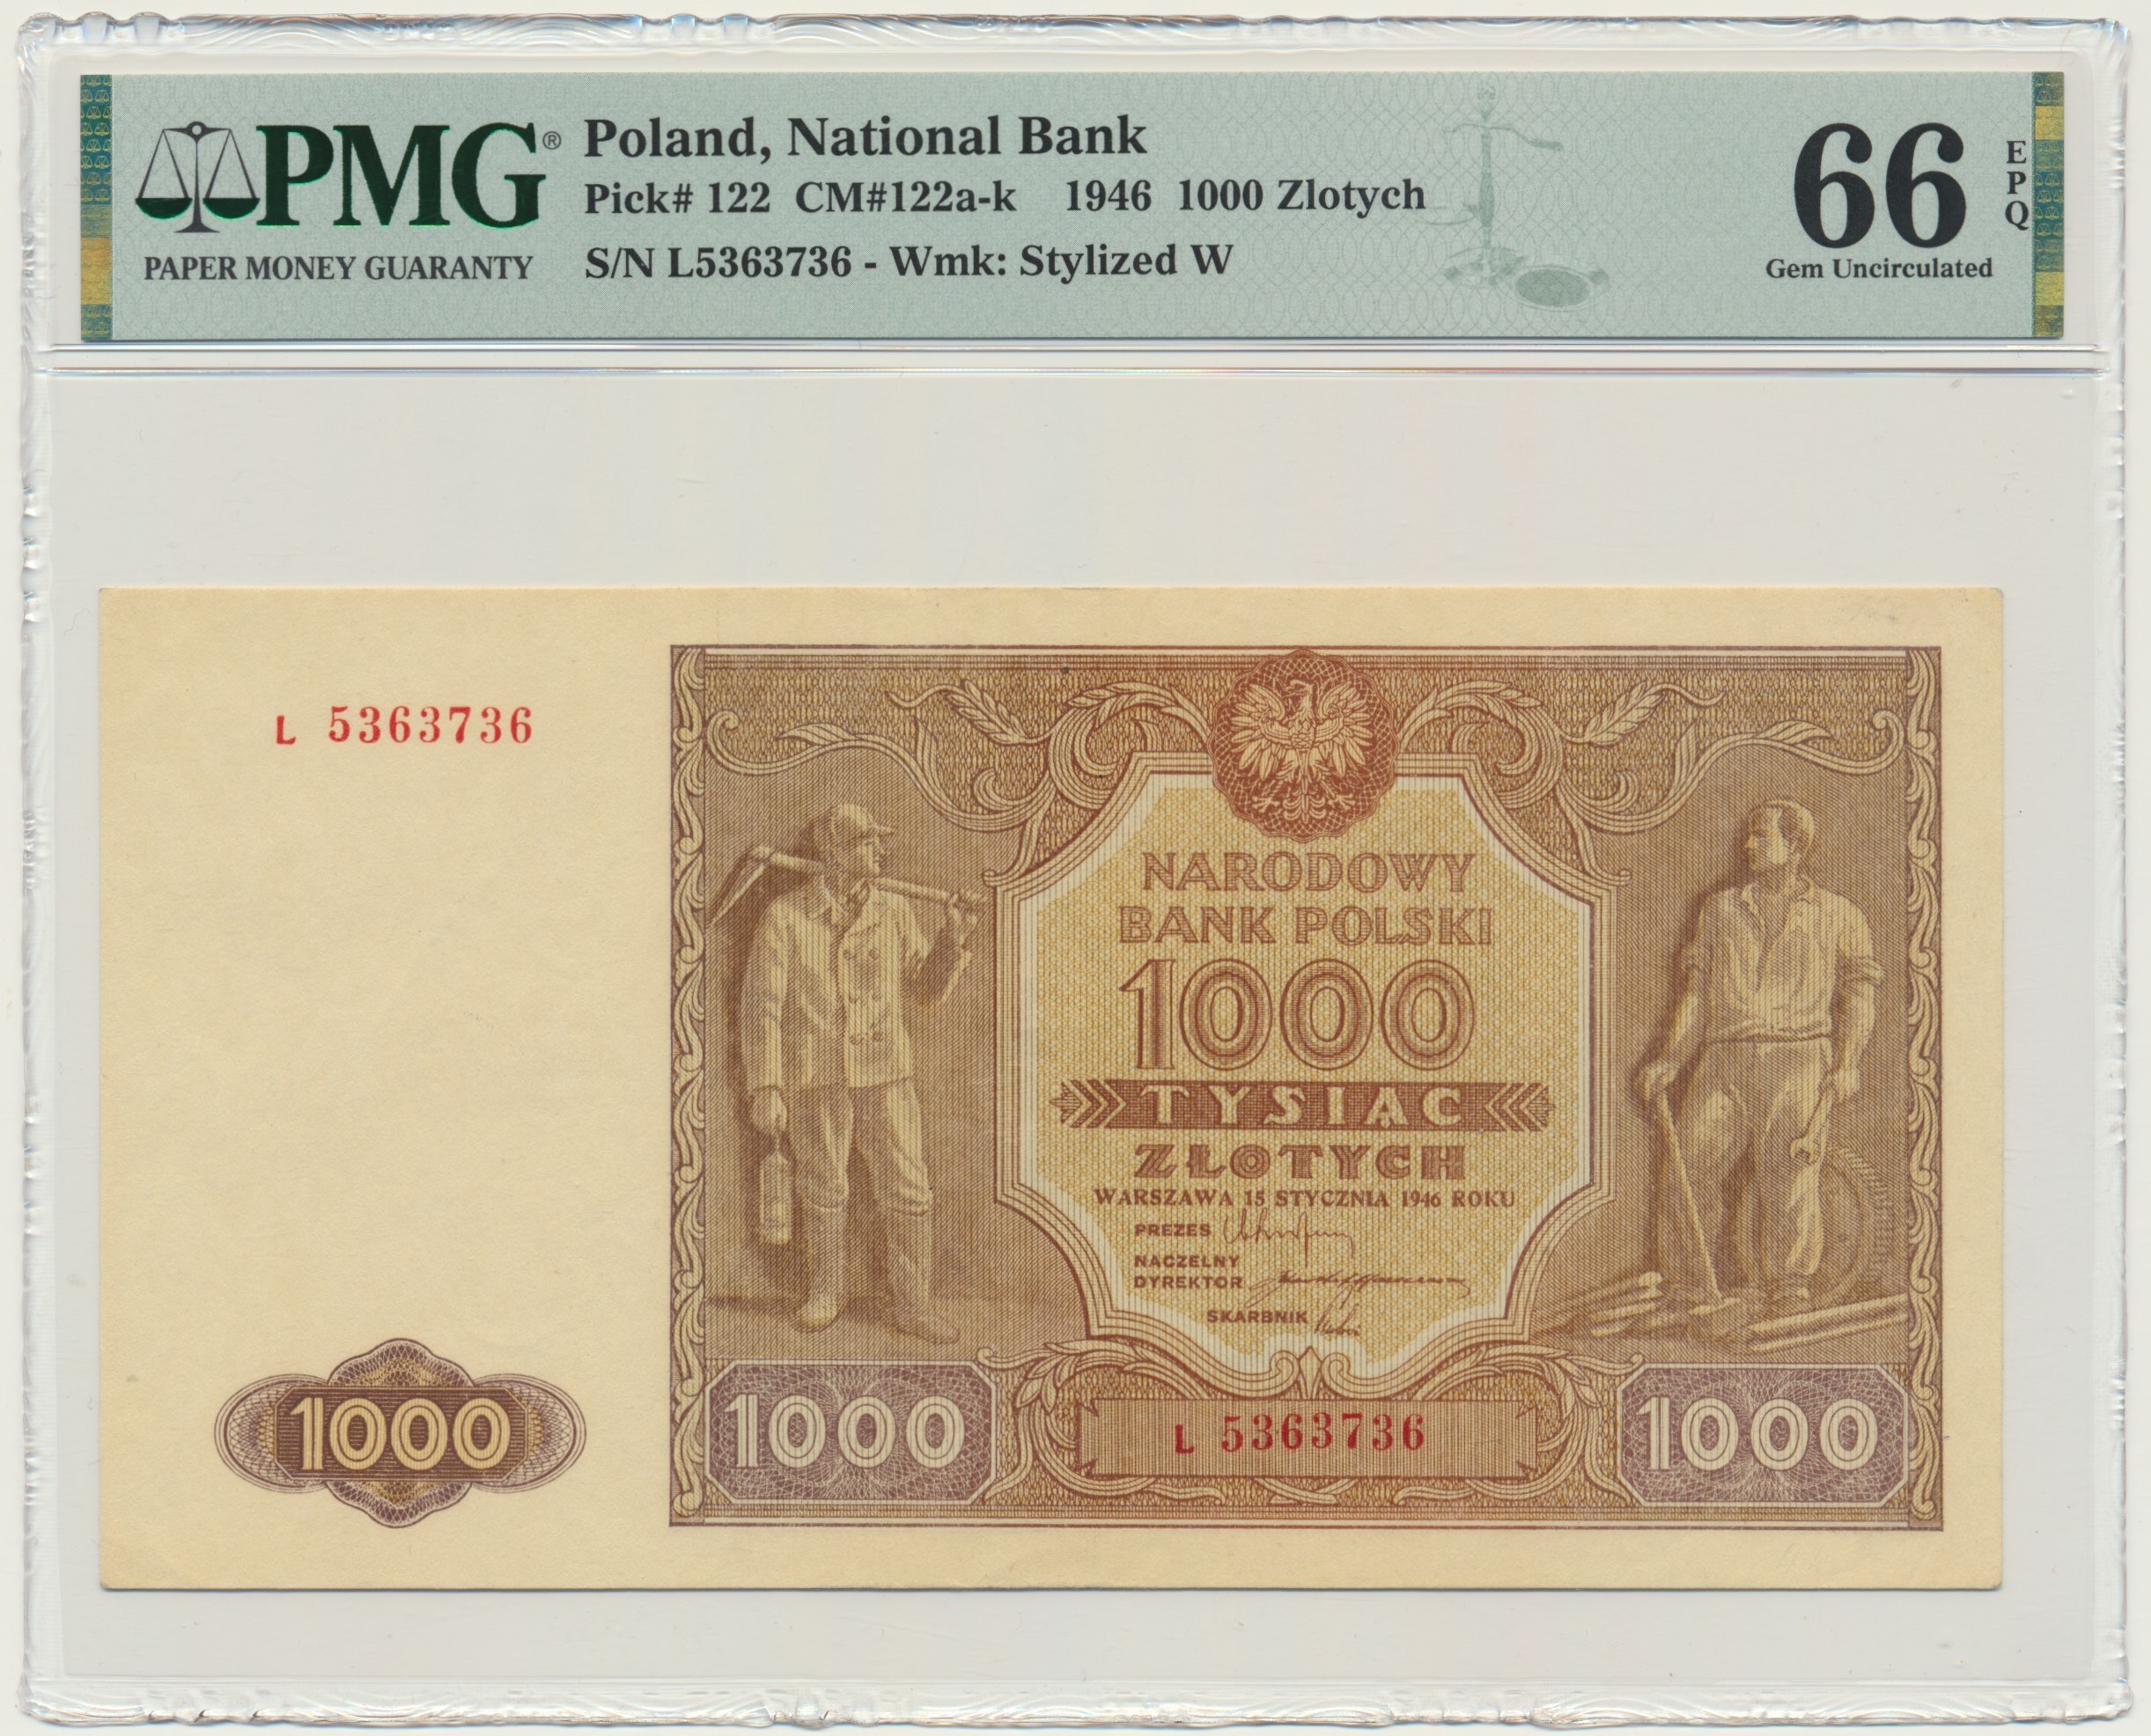 PMG®
PAPER MONEY GUARANTY
Poland, National Bank
Pick# 122 CM#122a-k 1946 1000 Zlotych
S/N L5363736 - Wmk: Stylized W
66
EPQ
Gem Uncirculated
L 5363736
NARODOWY
BANK POLSKI
1000
TYSIĄC
ZŁOTYCH
WARSZAWA 15 STYCZNIA 1946 ROKU
PREZES
NACZELNY
DYREKTOR
SKARBNIK
1000
1000
L 5363736
1000